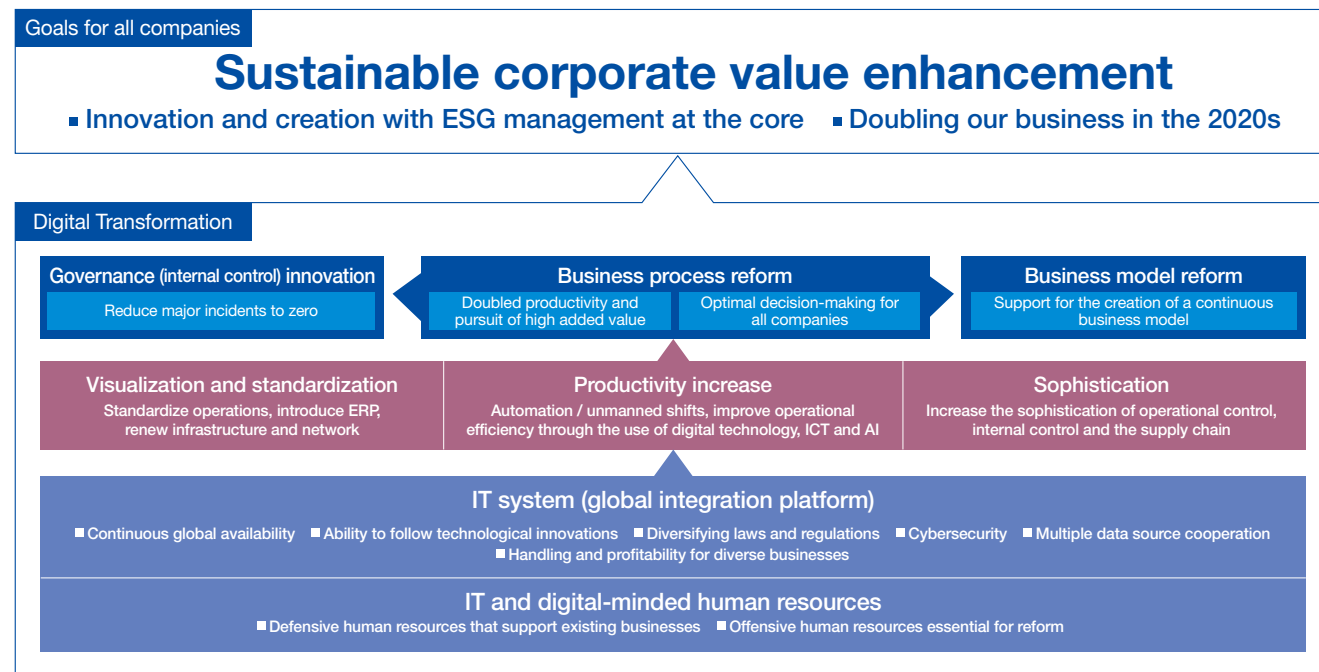 Goals for all companies
Sustainable corporate value enhancement
■ Innovation and creation with ESG management at the core ■ Doubling our business in the 2020s
Digital Transformation
Governance (internal control) innovation
Reduce major incidents to zero
Business process reform
Doubled productivity and
pursuit of high added value
Optimal decision-making for
all companies
Business model reform
Support for the creation of a continuous
business model
Visualization and standardization
Standardize operations, introduce ERP,
renew infrastructure and network
Productivity increase
Automation / unmanned shifts, improve operational
efficiency through the use of digital technology, ICT and AI
Sophistication
Increase the sophistication of operational control,
internal control and the supply chain
IT system (global integration platform)
■ Continuous global availability ■ Ability to follow technological innovations ■ Diversifying laws and regulations ■ Cybersecurity ■ Multiple data source cooperation
■ Handling and profitability for diverse businesses
IT and digital-minded human resources
■ Defensive human resources that support existing businesses ■ Offensive human resources essential for reform